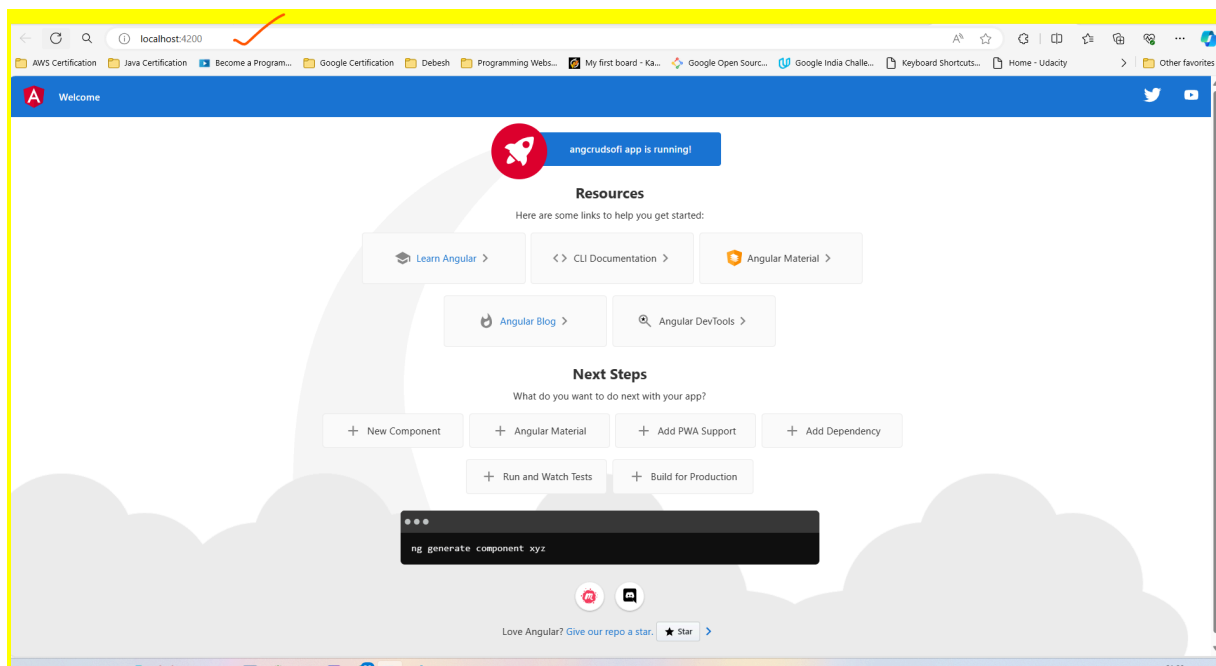 localhost:4200
AWS Certification Java Certification Become a Program... Google Certification Debesh Programming Webs... My first board - Ka... Google Open Sourc... Google India Challe... Keyboard Shortcuts... Home - Udacity Other favorites
Welcome
angcrudsofi app is running!
Resources
Here are some links to help you get started:
Learn Angular CLI Documentation Angular Material
Angular Blog Angular DevTools
Next Steps
What do you want to do next with your app?
New Component Angular Material Add PWA Support Add Dependency
Run and Watch Tests Build for Production
ng generate component xyz
Love Angular? Give our repo a star. Star